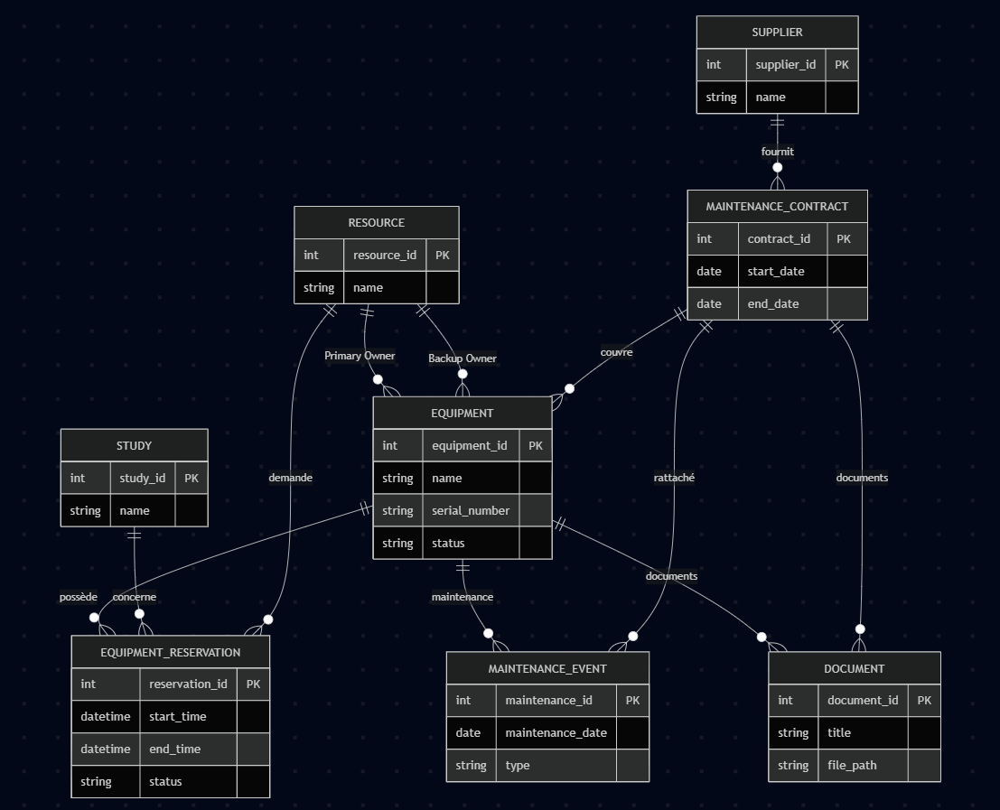 SUPPLIER
int supplier_id PK
string name
fournit
MAINTENANCE_CONTRACT
int contract_id PK
date start_date
date end_date
RESOURCE
int resource_id PK
string name
Primary Owner
Backup Owner
couvre
EQUIPMENT
int equipment_id PK
string name
string serial_number
string status
STUDY
int study_id PK
string name
demande
rattaché
documents
possède
concerne
maintenance
documents
EQUIPMENT_RESERVATION
int reservation_id PK
datetime start_time
datetime end_time
string status
MAINTENANCE_EVENT
int maintenance_id PK
date maintenance_date
string type
DOCUMENT
int document_id PK
string title
string file_path